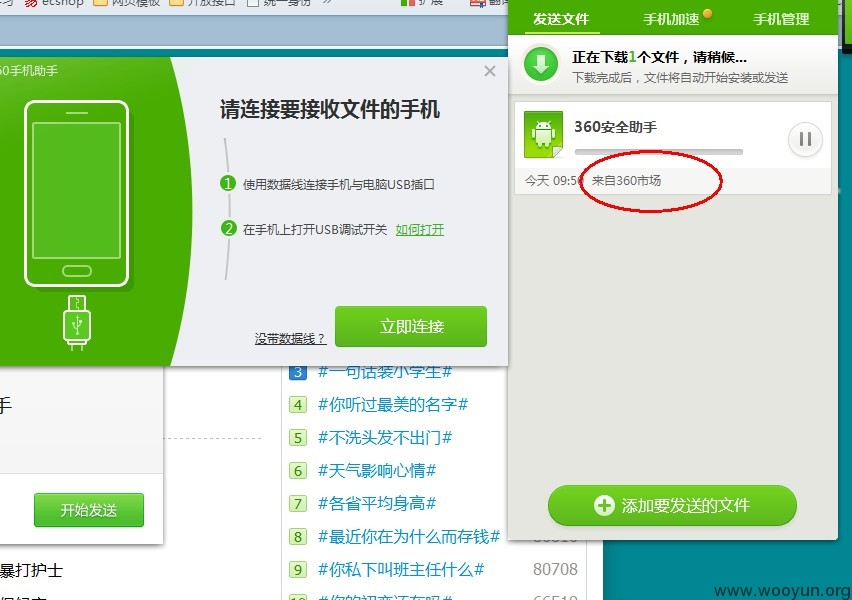 ecshop
网页模板
开放接口
统一身份
扩展
发送文件
手机加速
手机管理
正在下载1个文件，请稍候...
下载完成后，文件将自动开始安装或发送
360安全助手
今天 09:5
来自360市场
添加要发送的文件
60手机助手
请连接要接收文件的手机
1 使用数据线连接手机与电脑USB插口
2 在手机上打开USB调试开关 如何打开
没带数据线？
立即连接
手
开始发送
暴打护士
3 #一句话装小学生#
4 #你听过最美的名字#
5 #不洗头发不出门#
6 #天气影响心情#
7 #各省平均身高#
8 #最近你在为什么而存钱#
9 #你私下叫班主任什么# 80708
www.wooyun.org